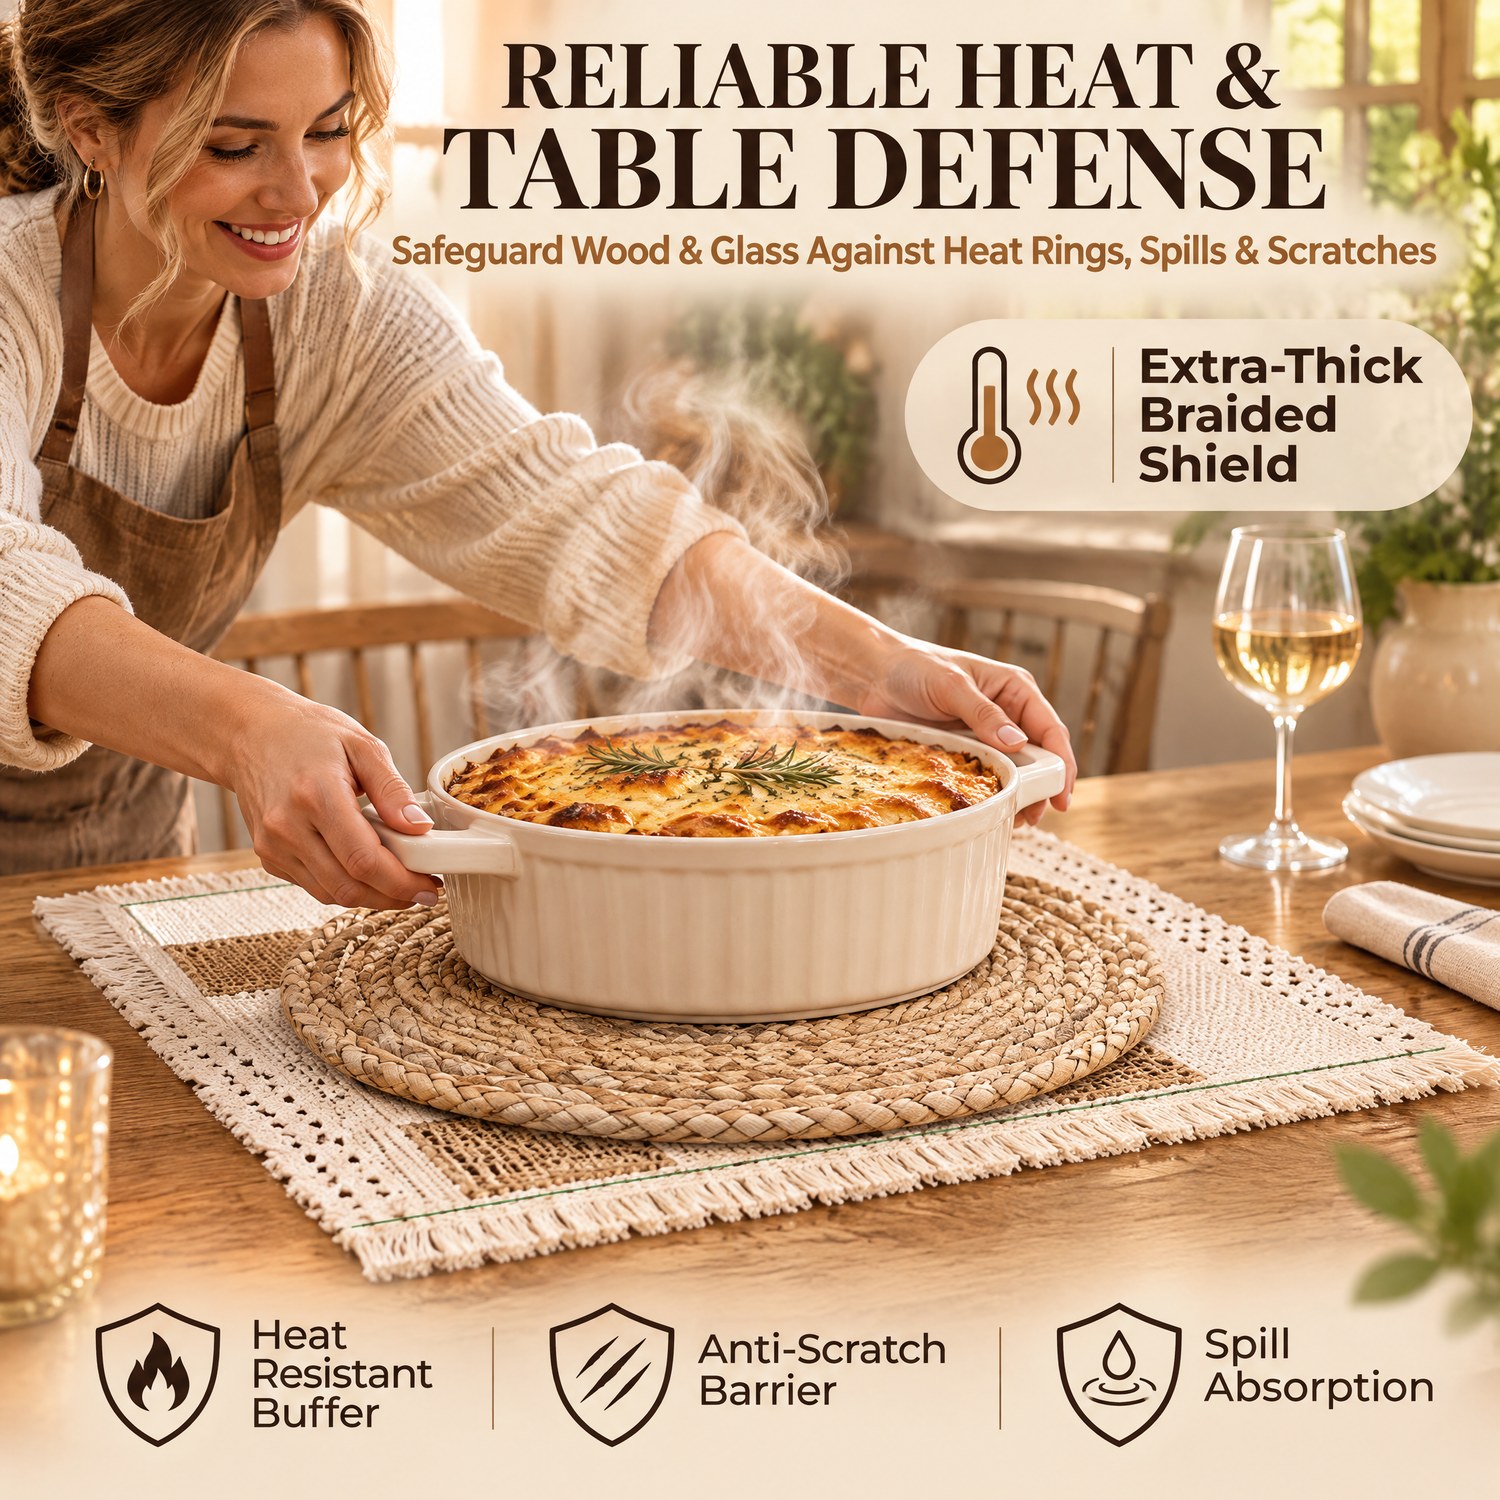 RELIABLE HEAT &
TABLE DEFENSE
Safeguard Wood & Glass Against Heat Rings, Spills & Scratches
Extra-Thick
Braided
Shield
Heat
Resistant
Buffer
Anti-Scratch
Barrier
Spill
Absorption